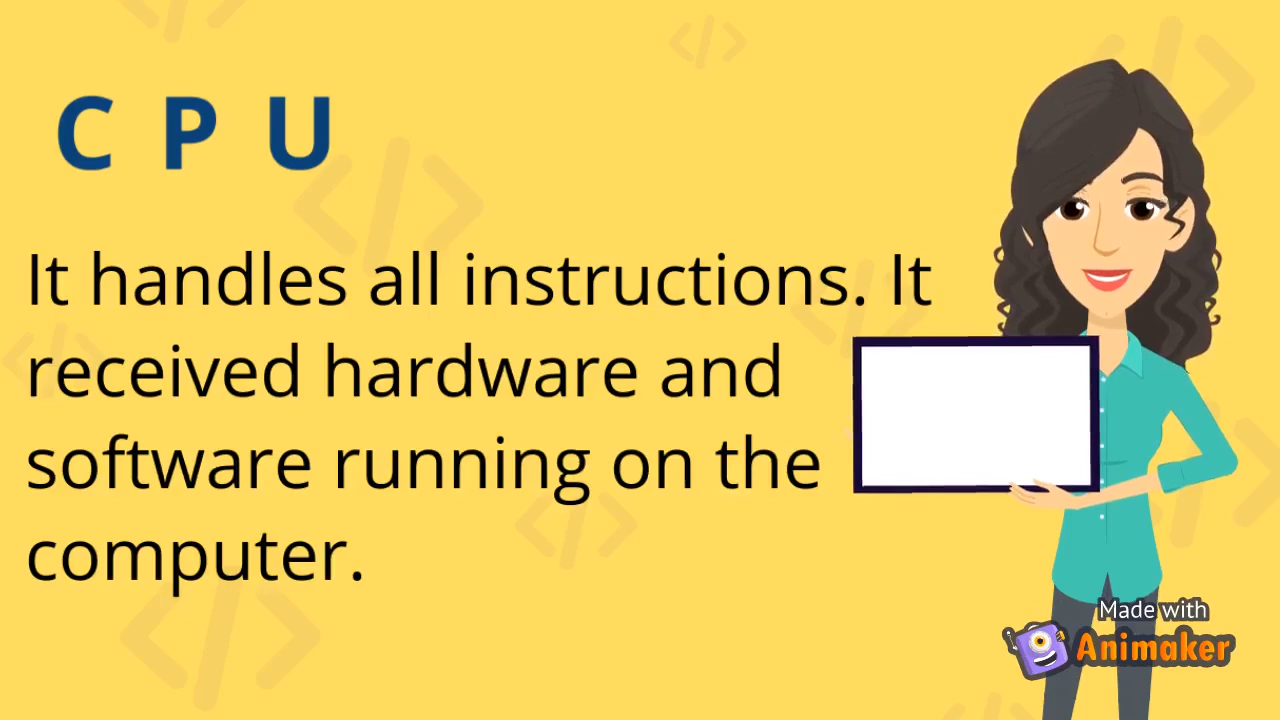 C P U
It handles all instructions. It
received hardware and
software running on the
computer.
Made with
Animaker